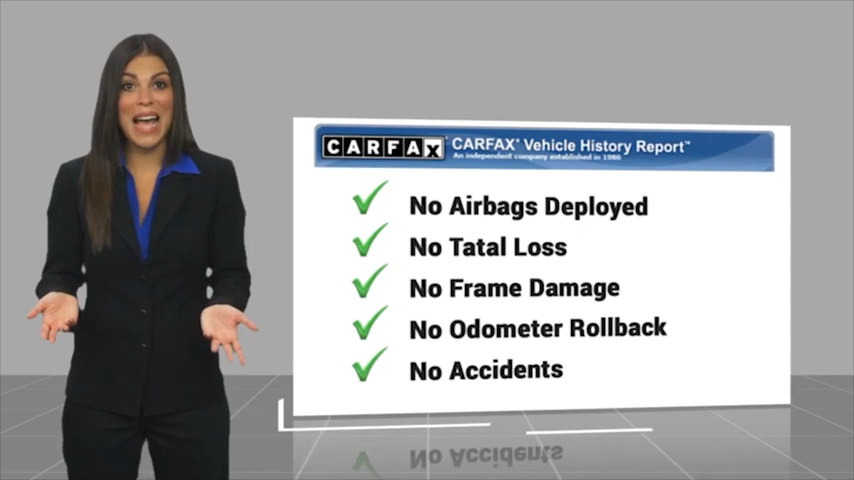 CARFAX CARFAX® Vehicle History Report™
An independent company established in 1986
No Airbags Deployed
No Tatal Loss
No Frame Damage
No Odometer Rollback
No Accidents
No Accidents